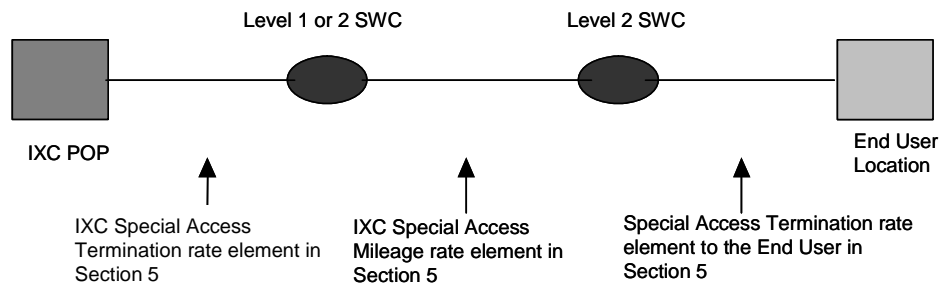 Level 1 or 2 SWC
Level 2 SWC
IXC POP
End User
Location
IXC Special Access
Termination rate element in
Section 5
IXC Special Access
Mileage rate element in
Section 5
Special Access Termination rate
element to the End User in
Section 5